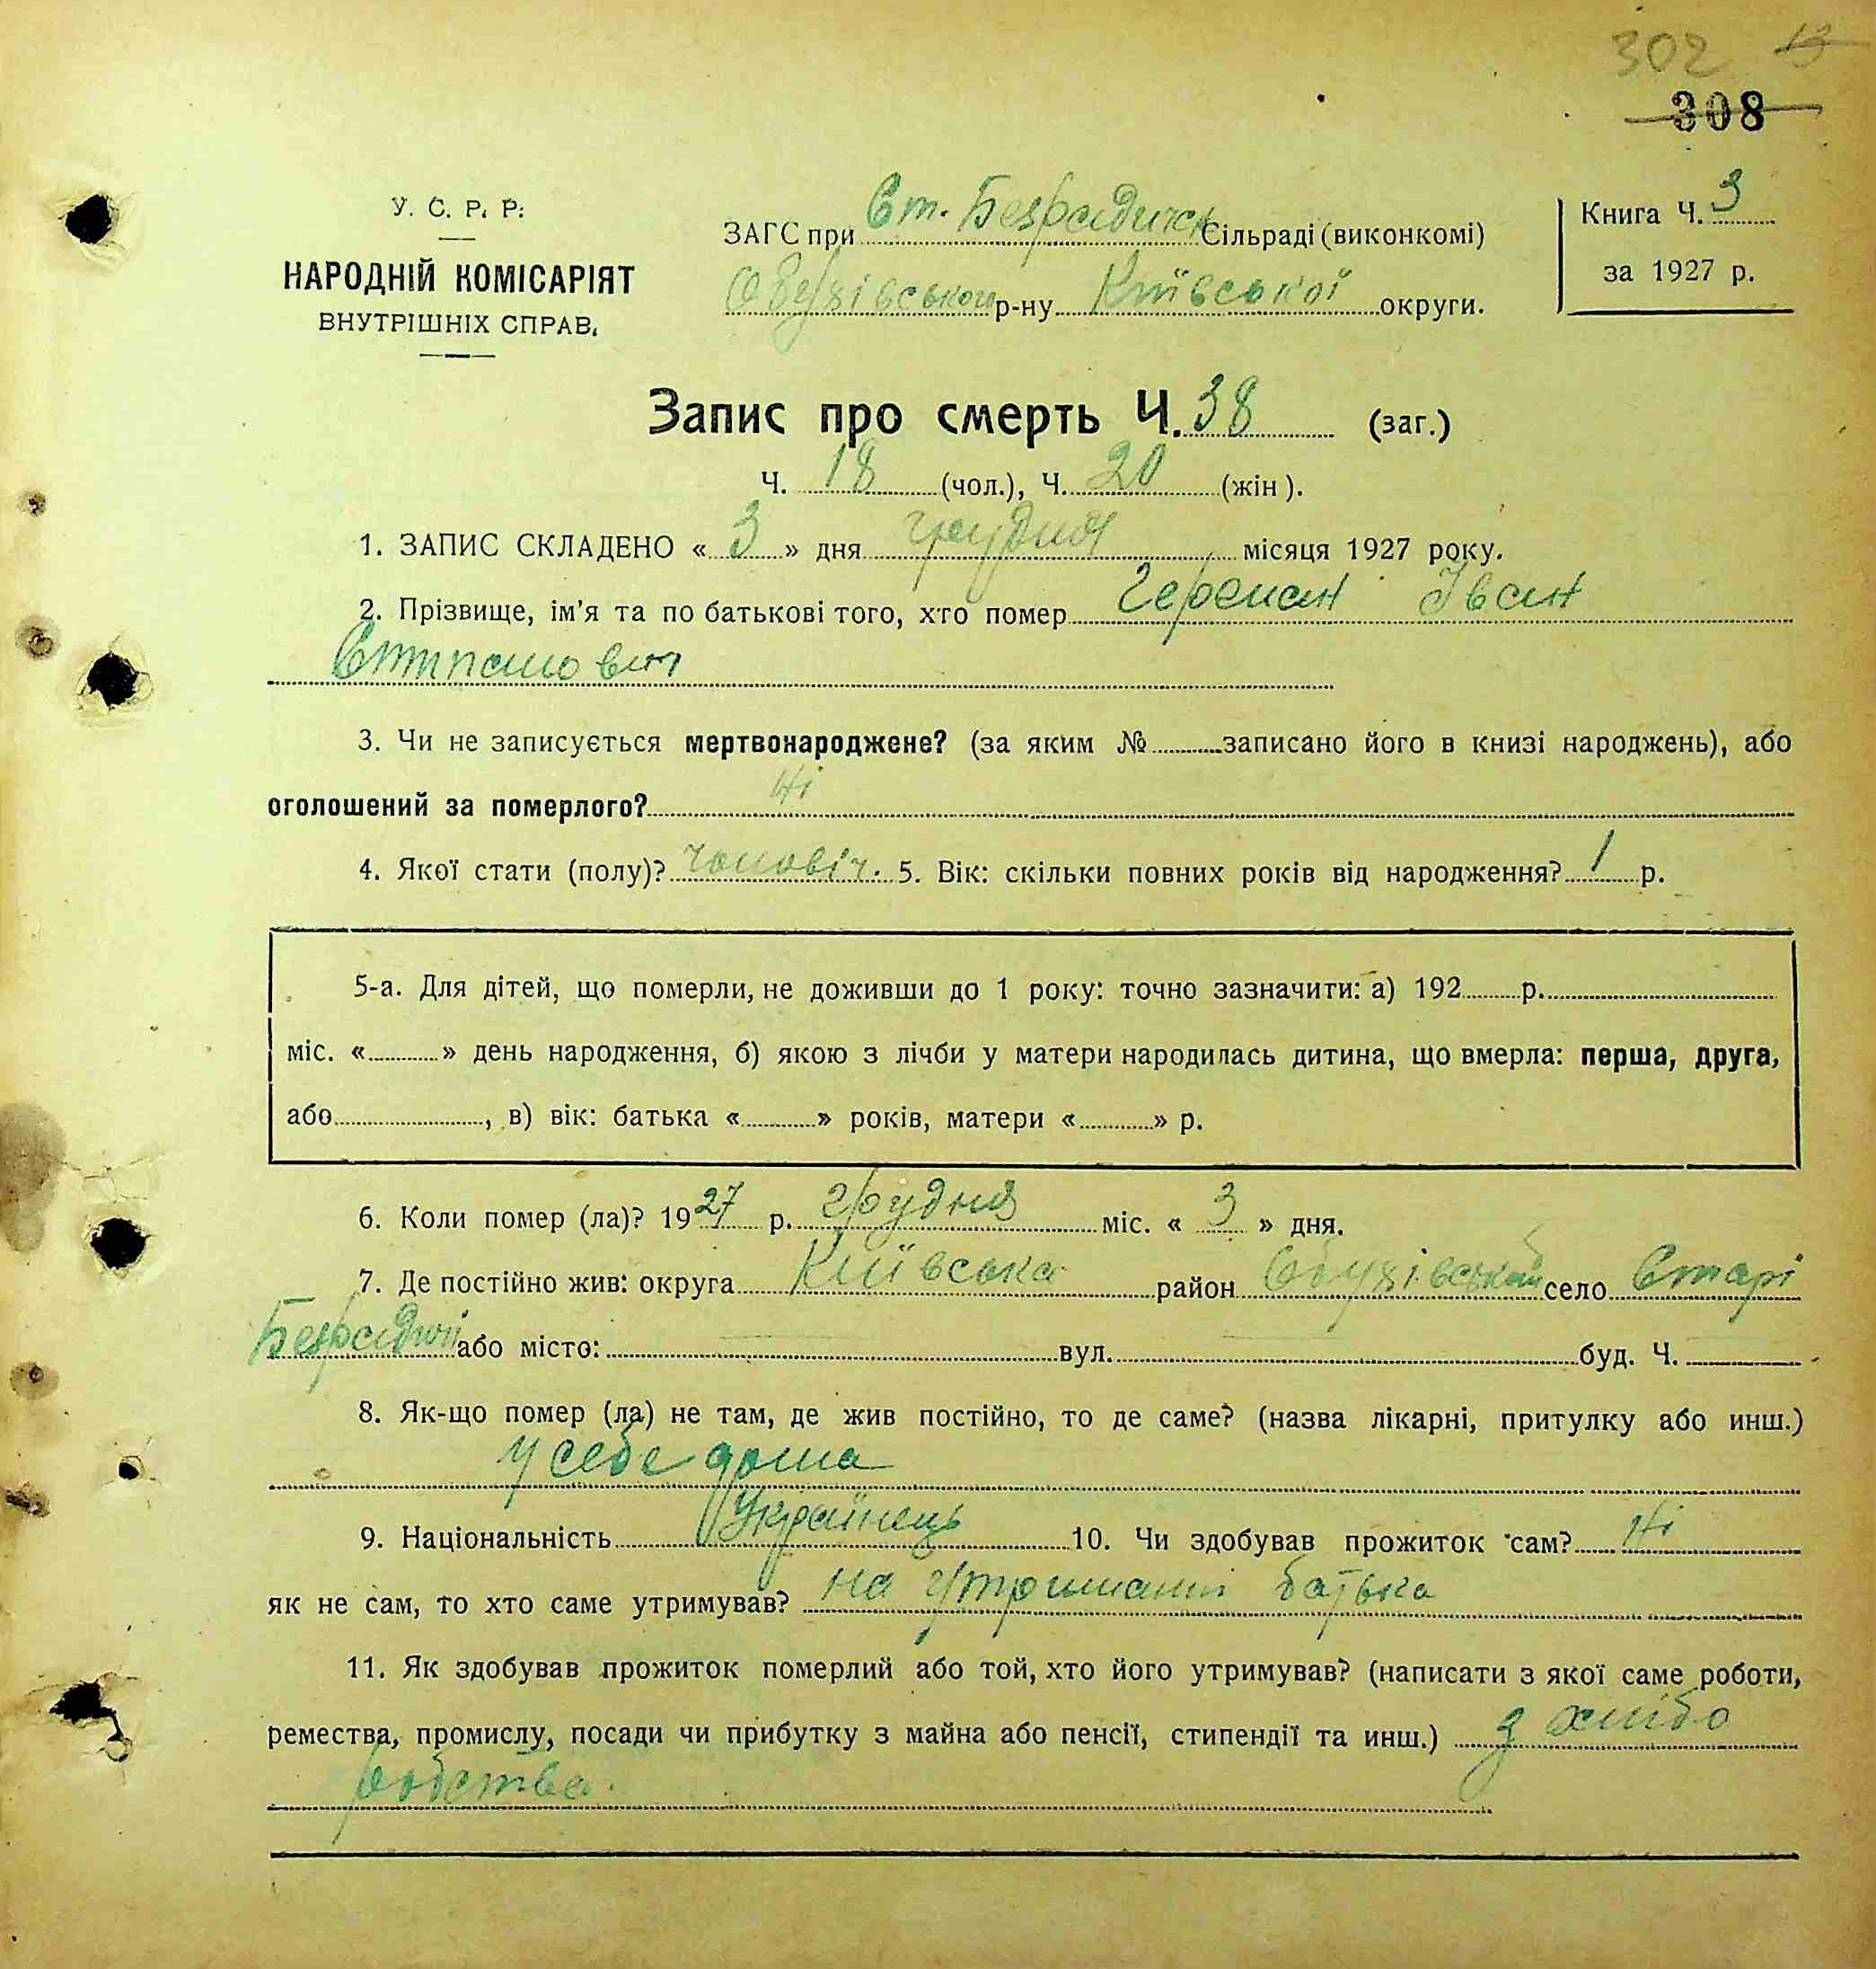 302 13
308
У. С. Р. Р.
НАРОДНІЙ КОМІСАРІЯТ
ВНУТРІШНІХ СПРАВ.
ЗАГС при Ст. Безрадичск Сільраді (виконкомі)
Обухівського р-ну Київської округи.
Книга Ч. 3
за 1927 р.
Запис про смерть Ч. 38 (заг.)
Ч. 18 (чол.), Ч. 20 (жін).
1. ЗАПИС СКЛАДЕНО « 3 » дня грудня місяця 1927 року.
2. Прізвище, ім'я та по батькові того, хто помер Герман Іван
3. Чи не записується мертвонароджене? (за яким № записано його в книзі народжень), або
оголошений за померлого? Ні
4. Якої стати (полу)? чоловіч. 5. Вік: скільки повних років від народження? 1 р.
5-а. Для дітей, що померли, не доживши до 1 року: точно зазначити: а) 192 р.
міс. « » день народження, б) якою з лічби у матери народилась дитина, що вмерла: перша, друга,
або , в) вік: батька « » років, матери « » р.
6. Коли помер (ла)? 1927 р. грудня міс. « 3 » дня.
7. Де постійно жив: округа Київська район Обухівський село Старі
Безрадичі або місто: вул. буд. Ч.
8. Як-що помер (ла) не там, де жив постійно, то де саме? (назва лікарні, притулку або инш.)
у себе дома
9. Національність Українець 10. Чи здобував прожиток сам? Ні
як не сам, то хто саме утримував? на утриманні батька
11. Як здобував прожиток померлий або той, хто його утримував? (написати з якої саме роботи,
ремества, промислу, посади чи прибутку з майна або пенсії, стипендії та инш.) з хлібо
робства.